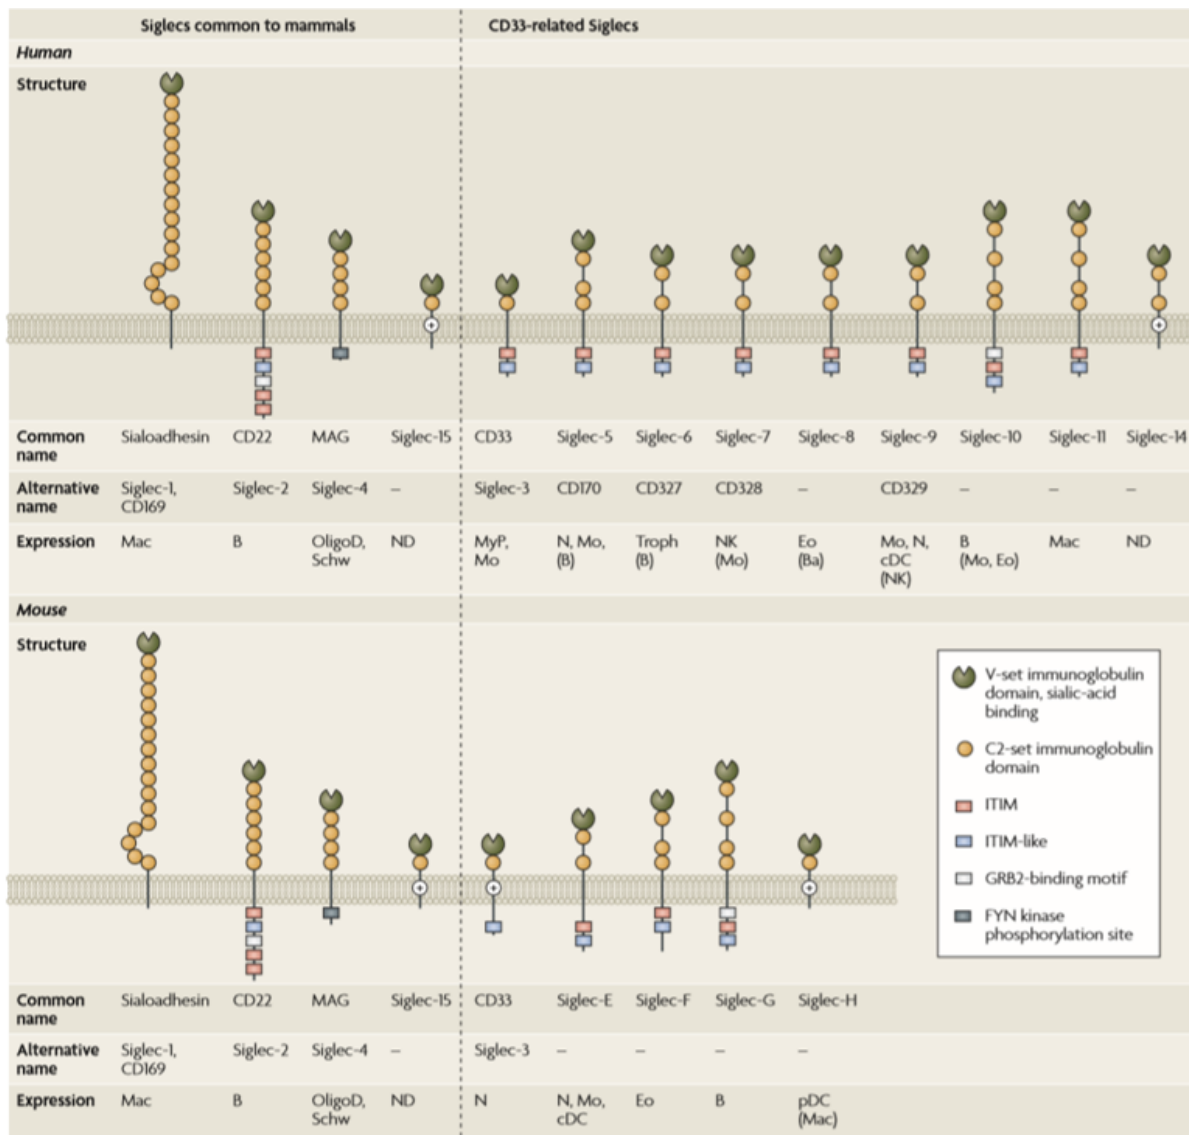 Siglecs common to mammals
CD33-related Siglecs
Human
Structure
+
+
Common name
Sialoadhesin
CD22
MAG
Siglec-15
CD33
Siglec-5
Siglec-6
Siglec-7
Siglec-8
Siglec-9
Siglec-10
Siglec-11
Siglec-14
Alternative name
Siglec-1, CD169
Siglec-2
Siglec-4
–
Siglec-3
CD170
CD327
CD328
–
CD329
–
–
–
Expression
Mac
B
OligoD, Schw
ND
MyP, Mo
N, Mo, (B)
Troph (B)
NK (Mo)
Eo (Ba)
Mo, N, cDC (NK)
B (Mo, Eo)
Mac
ND
Mouse
Structure
+
+
+
V-set immunoglobulin domain, sialic-acid binding
C2-set immunoglobulin domain
ITIM
ITIM-like
GRB2-binding motif
FYN kinase phosphorylation site
Common name
Sialoadhesin
CD22
MAG
Siglec-15
CD33
Siglec-E
Siglec-F
Siglec-G
Siglec-H
Alternative name
Siglec-1, CD169
Siglec-2
Siglec-4
–
Siglec-3
–
–
–
–
Expression
Mac
B
OligoD, Schw
ND
N
N, Mo, cDC
Eo
B
pDC (Mac)